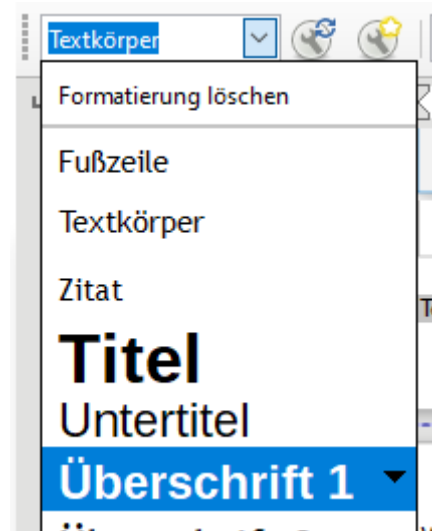 Textkörper
Formatierung löschen
Fußzeile
Textkörper
Zitat
Titel
Untertitel
Überschrift 1